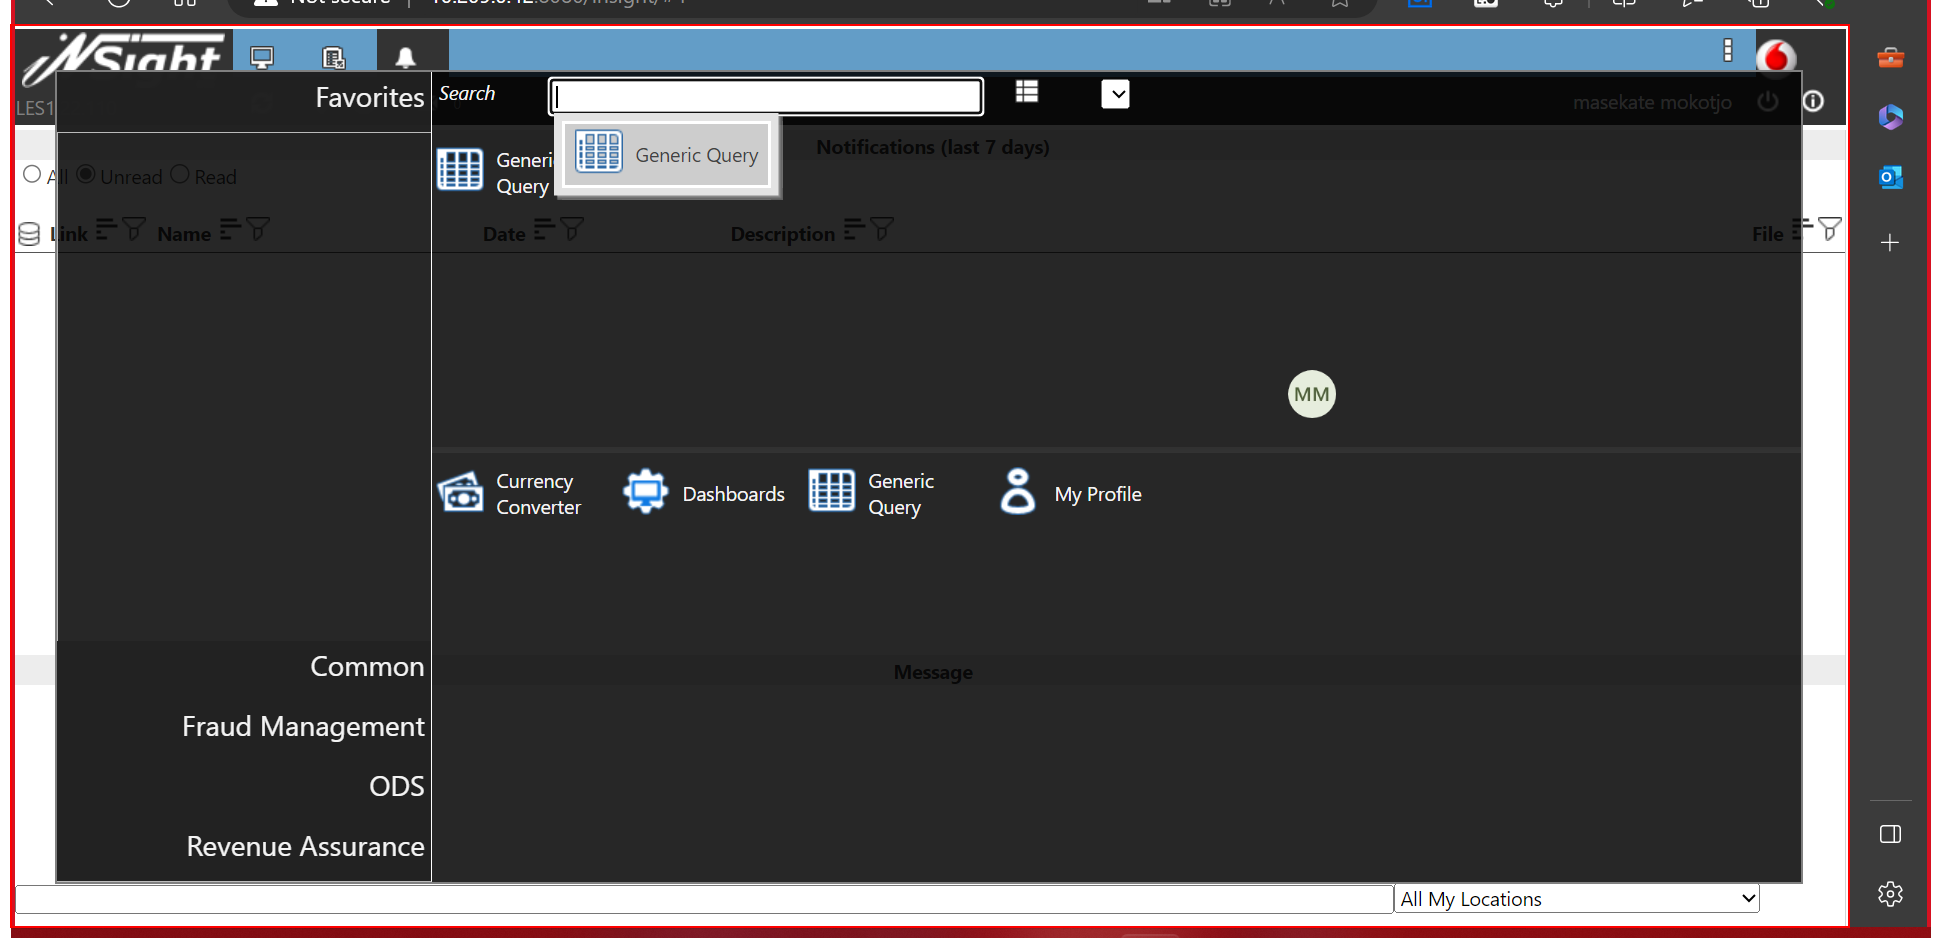 Not secure
NSight
Favorites
Search
LES1
masekate mokotjo
Generic Query
Generic
Query
Notifications (last 7 days)
All Unread Read
Link Name Date Description File
MM
Currency
Converter
Dashboards
Generic
Query
My Profile
Common
Message
Fraud Management
ODS
Revenue Assurance
All My Locations